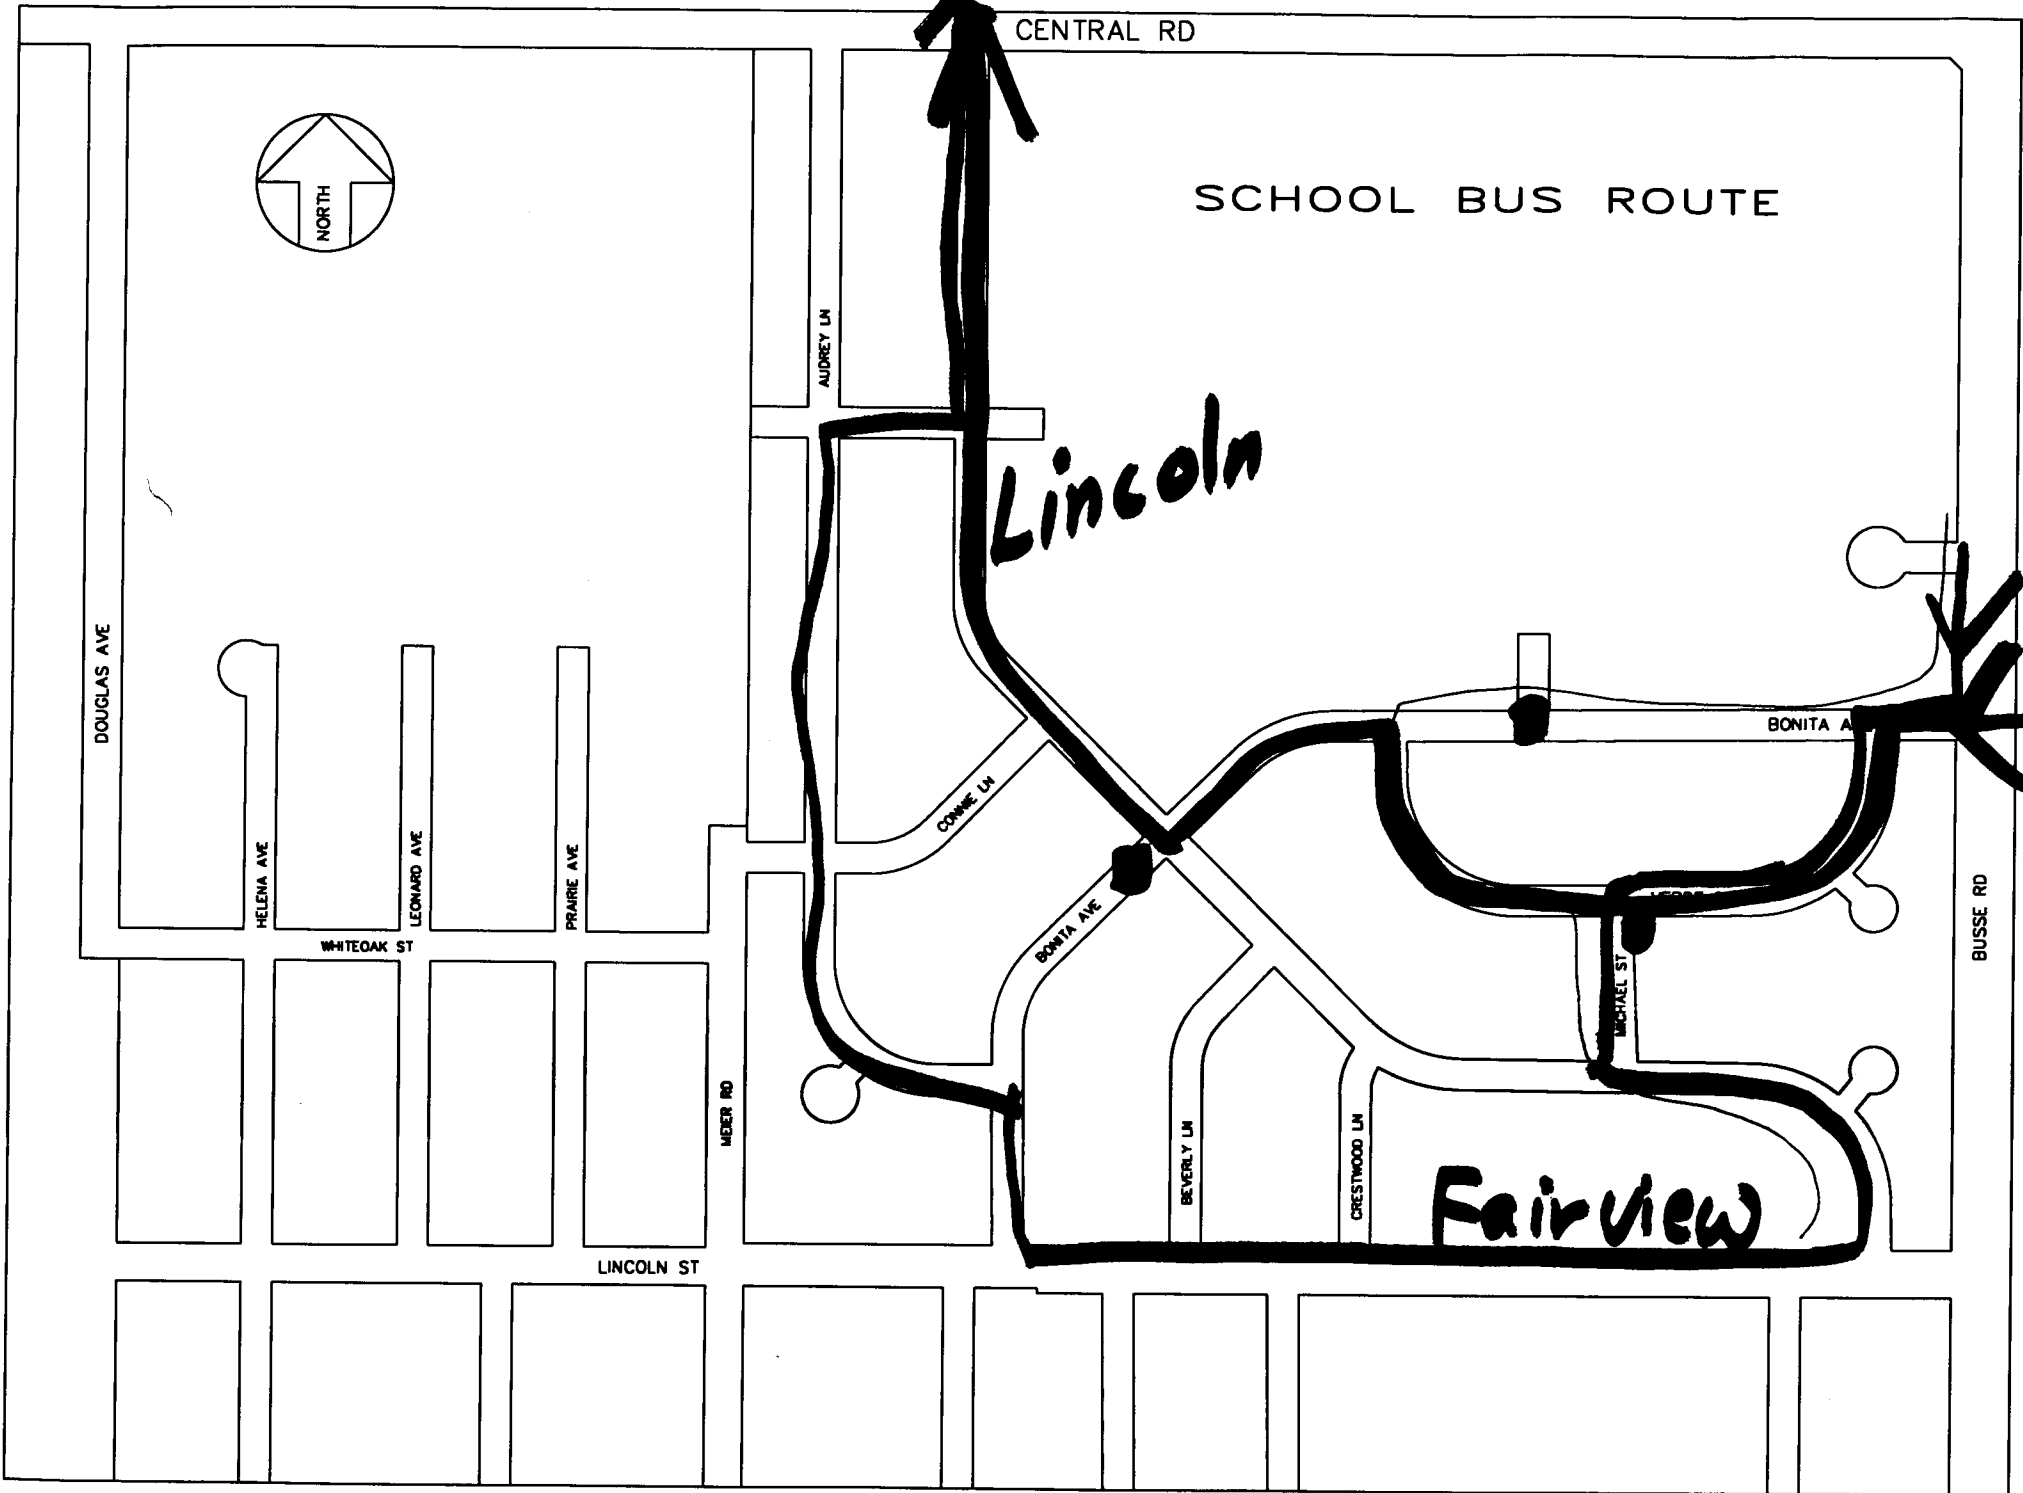 CENTRAL RD
NORTH
SCHOOL BUS ROUTE
AUDREY LN
Lincoln
DOUGLAS AVE
BONITA A
CONNIE LN
HELENA AVE
LEONARD AVE
PRAIRIE AVE
BUSSE RD
BONITA AVE
WHITEOAK ST
MICHAEL ST
MEIER RD
BEVERLY LN
CRESTWOOD LN
Fairview
LINCOLN ST